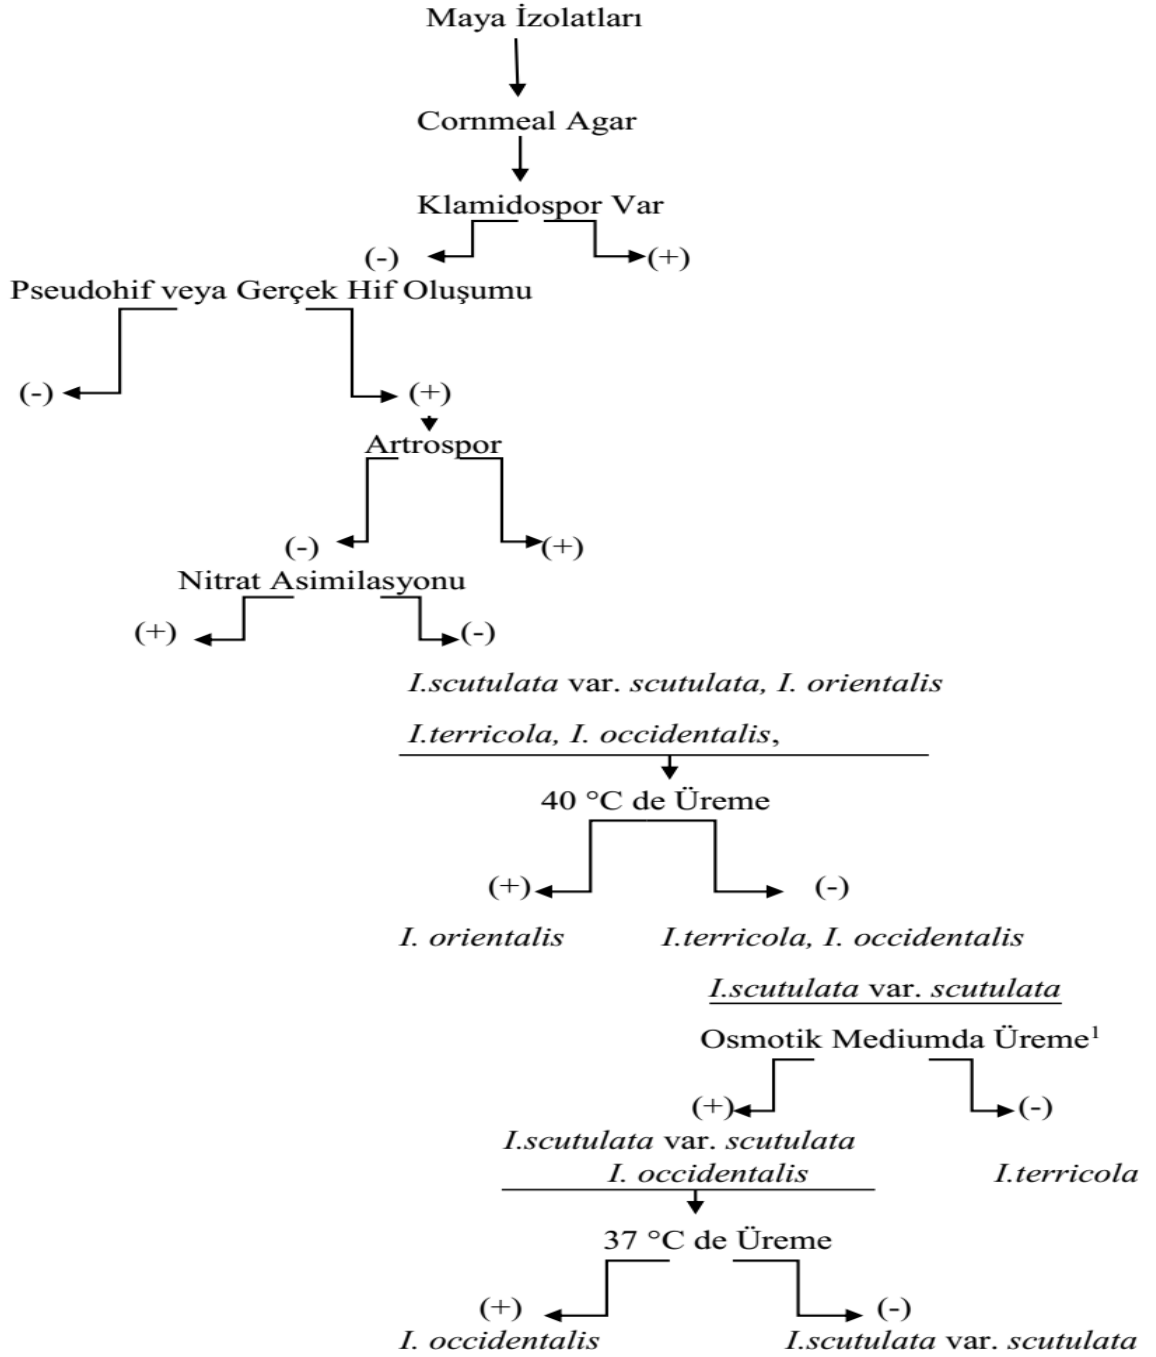 Maya İzolatları
Cornmeal Agar
Klamidospor Var
(-) (+)
Pseudohif veya Gerçek Hif Oluşumu
(-) (+)
Artrospor
(-) (+)
Nitrat Asimilasyonu
(+) (-)
I.scutulata var. scutulata, I. orientalis
I.terricola, I. occidentalis,
40 °C de Üreme
(+) (-)
I. orientalis I.terricola, I. occidentalis
I.scutulata var. scutulata
Osmotik Mediumda Üreme¹
(+) (-)
I.scutulata var. scutulata
I. occidentalis I.terricola
37 °C de Üreme
(+) (-)
I. occidentalis I.scutulata var. scutulata